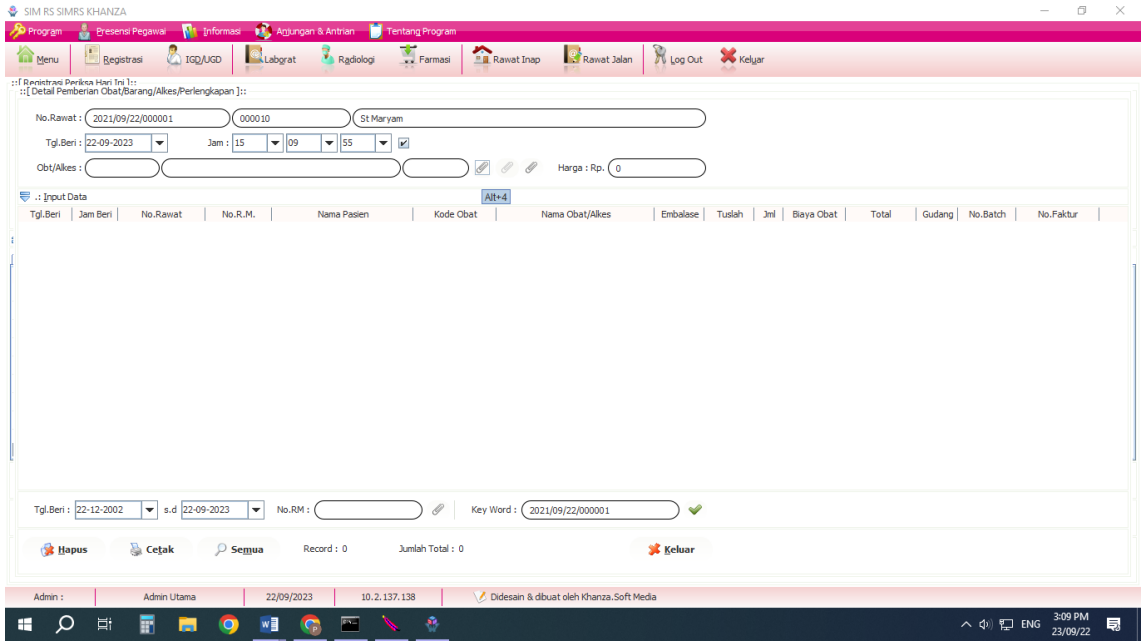 SIM RS SIMRS KHANZA
Program Presensi Pegawai Informasi Anjungan & Antrian Tentang Program
Menu Registrasi IGD/UGD Labgrat Radiologi Farmasi Rawat Inap Rawat Jalan Log Out Keluar
::[ Registrasi Periksa Hari Ini ]::
::[ Detail Pemberian Obat/Barang/Alkes/Perlengkapan ]::
No.Rawat : 2021/09/22/000001 000010 St Maryam
Tgl.Beri : 22-09-2023 Jam : 15 09 55
Obt/Alkes : Harga : Rp. 0
.: Input Data Alt+4
Tgl.Beri Jam Beri No.Rawat No.R.M. Nama Pasien Kode Obat Nama Obat/Alkes Embalase Tuslah Jml Biaya Obat Total Gudang No.Batch No.Faktur
Tgl.Beri : 22-12-2002 s.d 22-09-2023 No.RM : Key Word : 2021/09/22/000001
Hapus Cetak Semua Record : 0 Jumlah Total : 0 Keluar
Admin : Admin Utama 22/09/2023 10.2.137.138 Didesain & dibuat oleh Khanza.Soft Media
ENG 3:09 PM
23/09/22